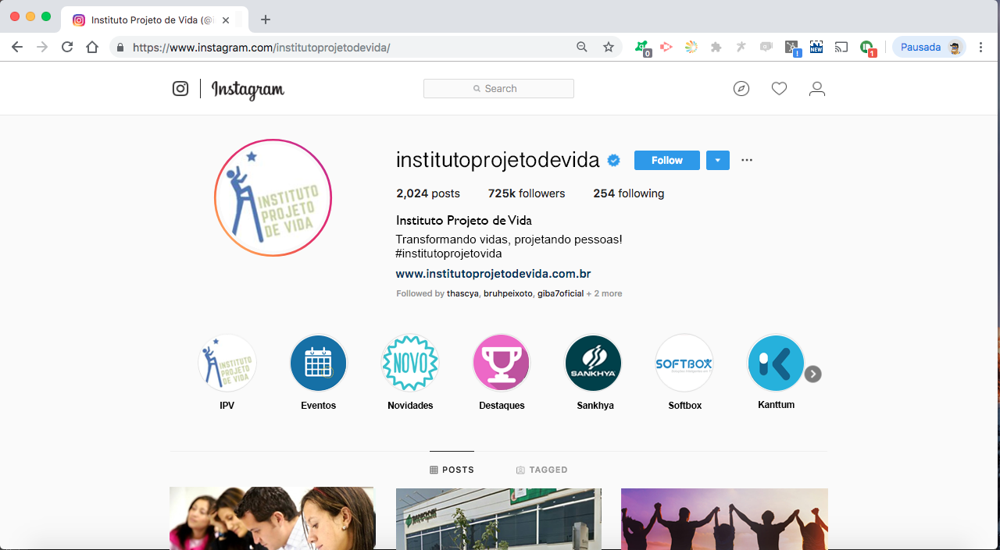 Instituto Projeto de Vida (@i
https://www.instagram.com/institutoprojetodevida/
0
!
NEW
1
Pausada
Instagram
Search
institutoprojetodevida
Follow
2,024 posts 725k followers 254 following
INSTITUTO
PROJETO
DE VIDA
Instituto Projeto de Vida
Transformando vidas, projetando pessoas!
#institutoprojetovida
www.institutoprojetodevida.com.br
Followed by thascya, bruhpeixoto, giba7oficial + 2 more
INSTITUTO
PROJETO
DE VIDA
NOVO
SANKHYA
SOFTBOX
IPV
Eventos
Novidades
Destaques
Sankhya
Softbox
Kanttum
POSTS
TAGGED